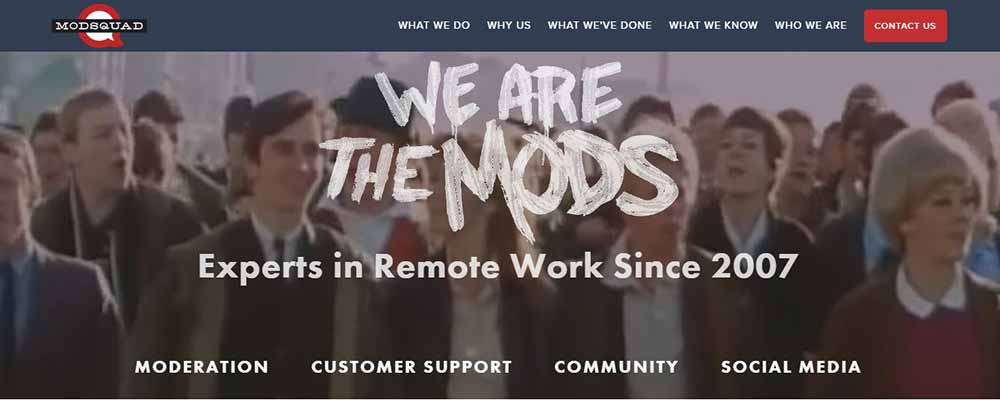 MODSQUAD
WHAT WE DO WHY US WHAT WE'VE DONE WHAT WE KNOW WHO WE ARE CONTACT US
WE ARE
THE MODS
Experts in Remote Work Since 2007
MODERATION CUSTOMER SUPPORT COMMUNITY SOCIAL MEDIA